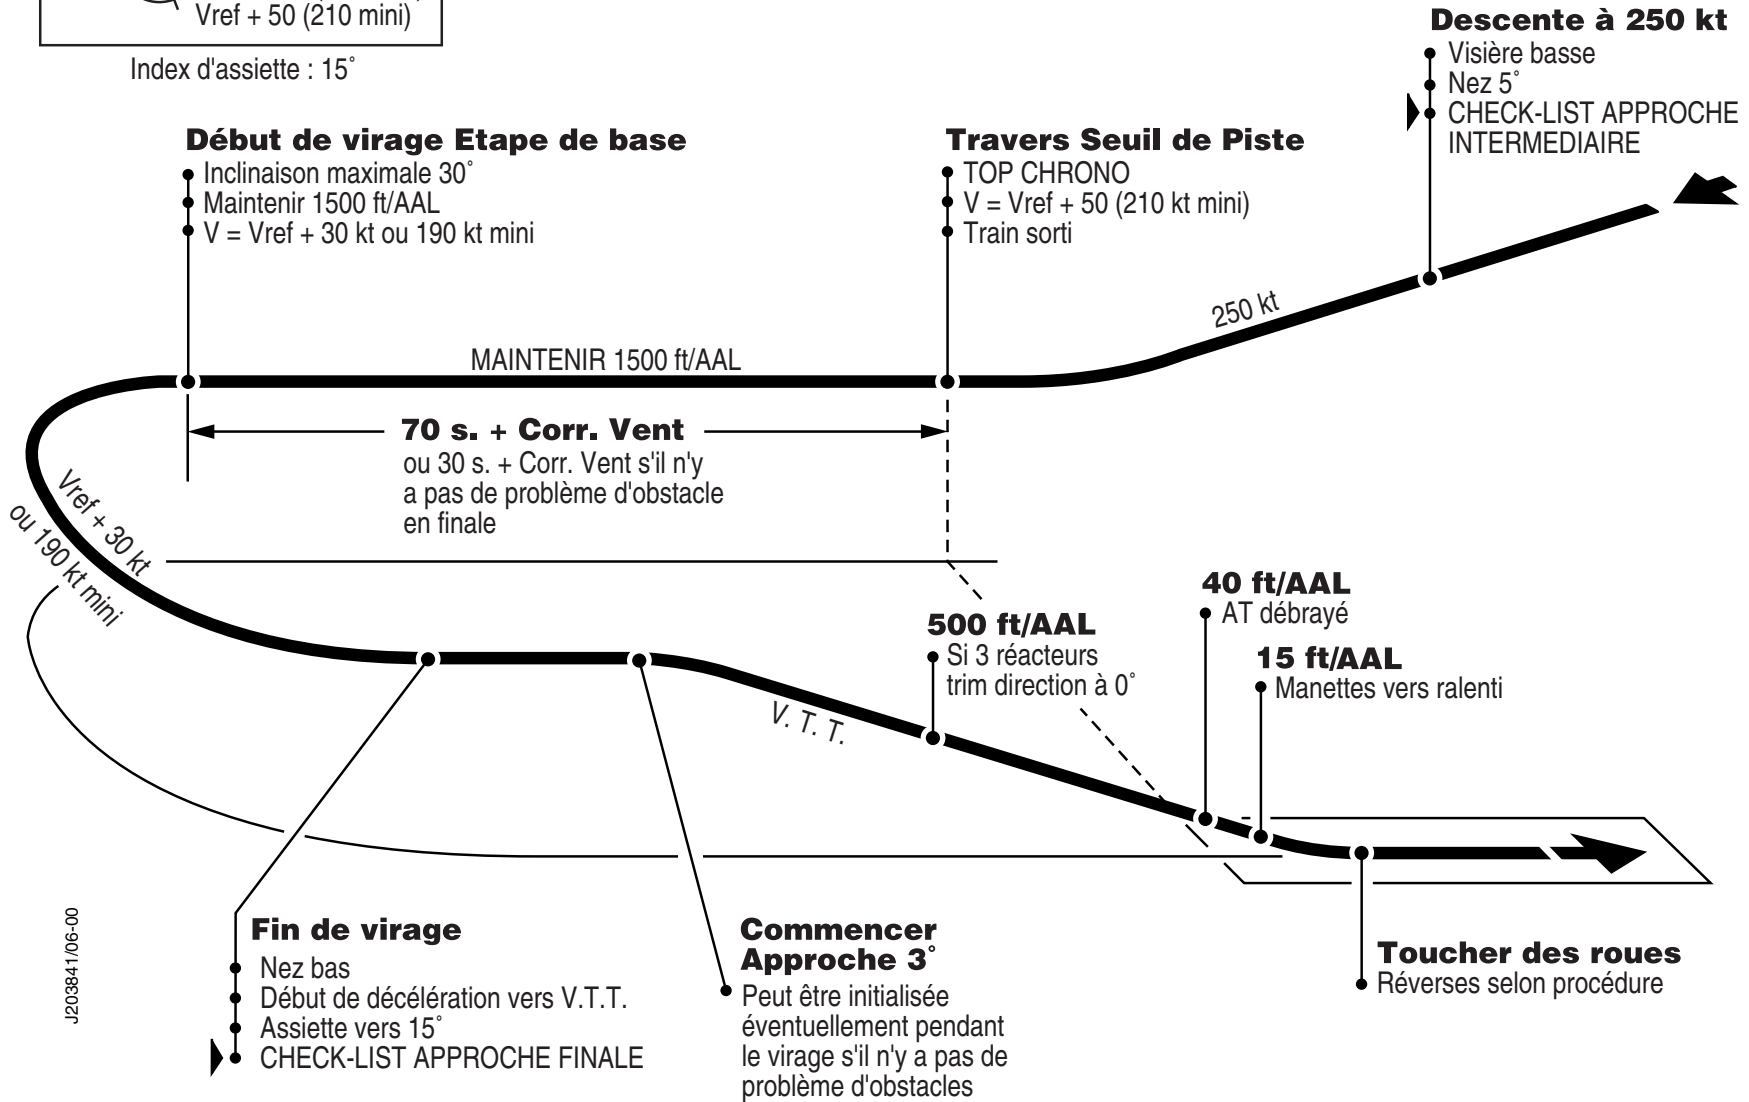 Vref + 50 (210 mini)
Index d'assiette : 15°
Descente à 250 kt
Visière basse
Nez 5°
CHECK-LIST APPROCHE
INTERMEDIAIRE
Début de virage Etape de base
Inclinaison maximale 30°
Maintenir 1500 ft/AAL
V = Vref + 30 kt ou 190 kt mini
Travers Seuil de Piste
TOP CHRONO
V = Vref + 50 (210 kt mini)
Train sorti
250 kt
MAINTENIR 1500 ft/AAL
70 s. + Corr. Vent
ou 30 s. + Corr. Vent s'il n'y
a pas de problème d'obstacle
en finale
Vref + 30 kt
ou 190 kt mini
500 ft/AAL
Si 3 réacteurs
trim direction à 0°
40 ft/AAL
AT débrayé
15 ft/AAL
Manettes vers ralenti
V. T. T.
Fin de virage
Nez bas
Début de décélération vers V.T.T.
Assiette vers 15°
CHECK-LIST APPROCHE FINALE
Commencer
Approche 3°
Peut être initialisée
éventuellement pendant
le virage s'il n'y a pas de
problème d'obstacles
Toucher des roues
Réverses selon procédure
J203841/06-00